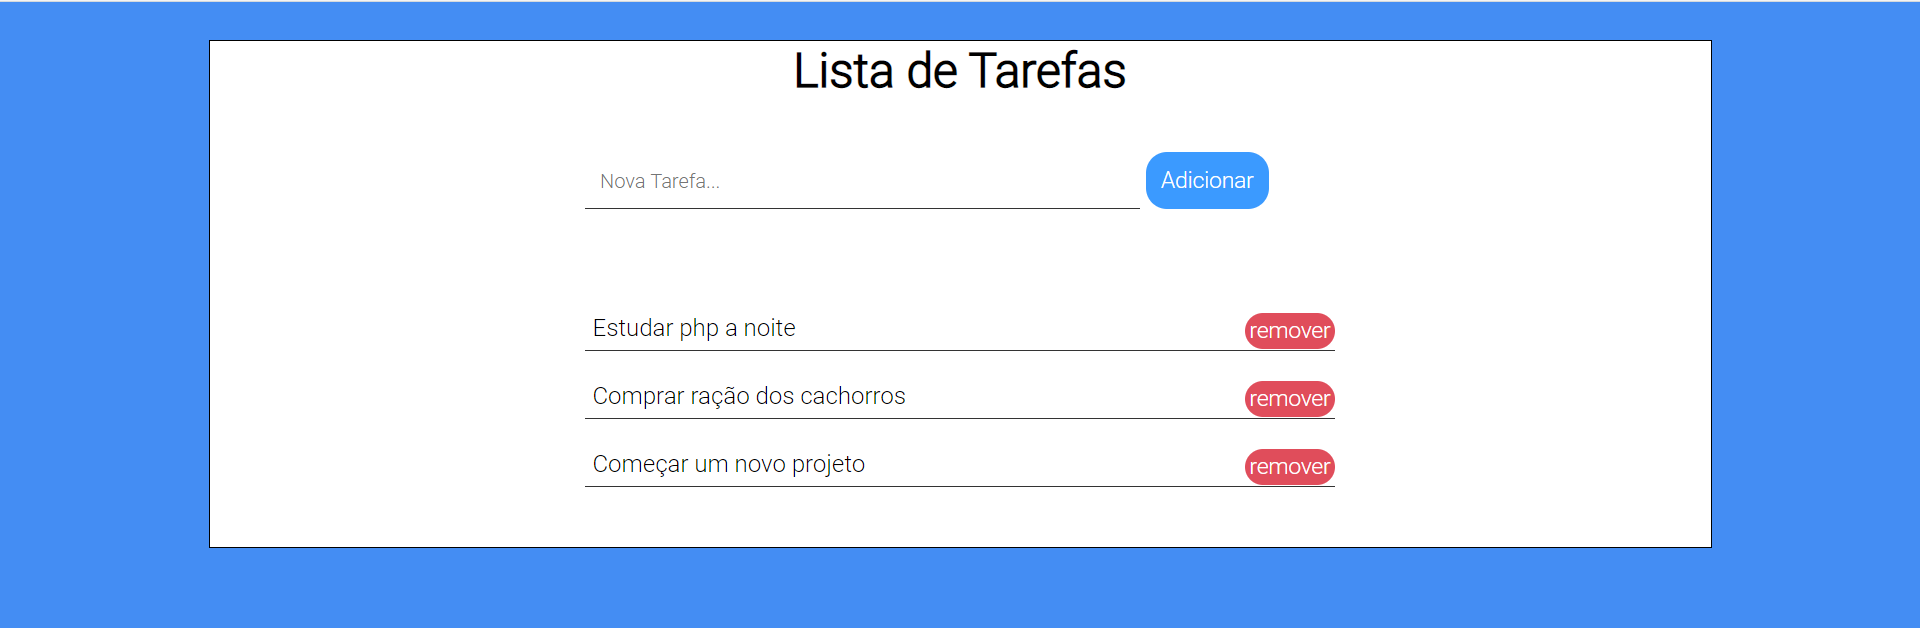 Lista de Tarefas
Nova Tarefa... Adicionar
Estudar php a noite remover
Comprar ração dos cachorros remover
Começar um novo projeto remover